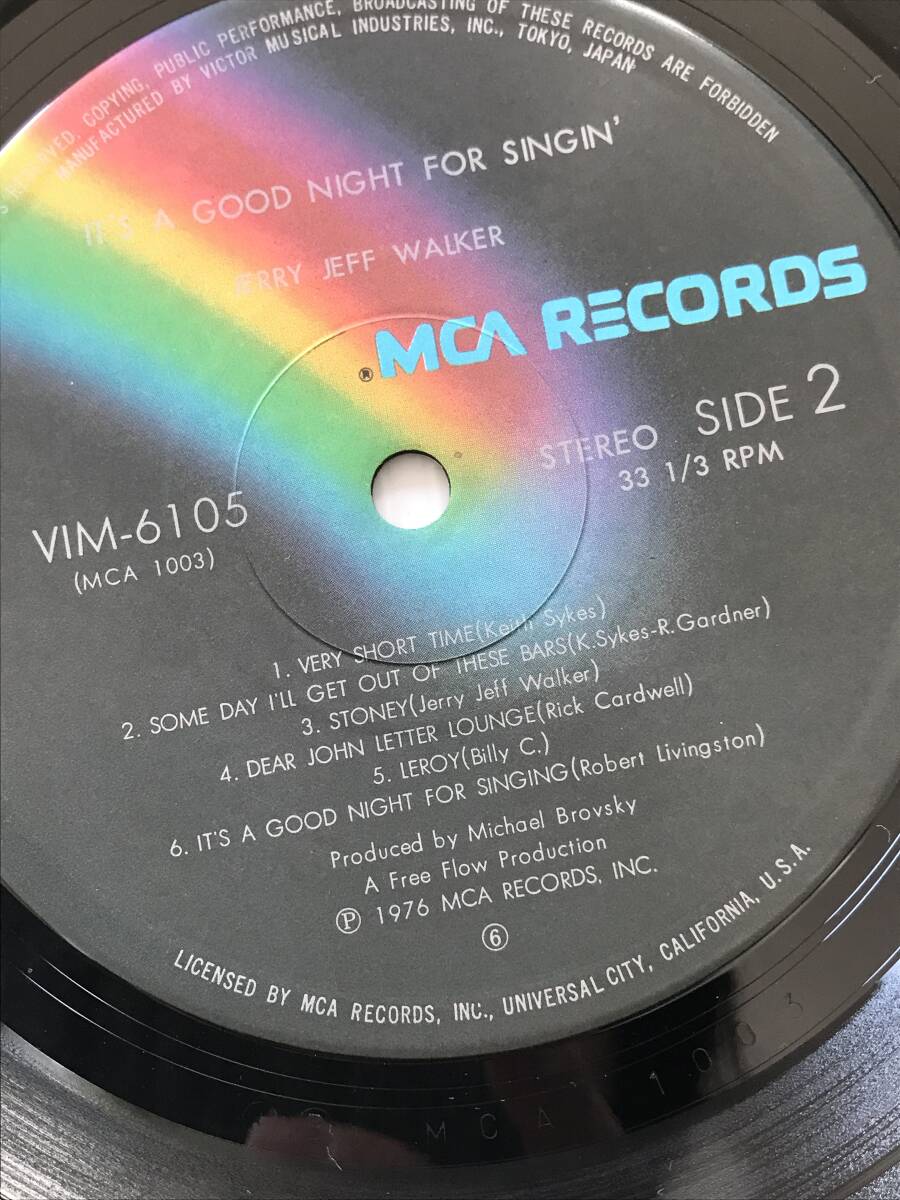 RESERVED. COPYING, PUBLIC PERFORMANCE, BROADCASTING OF THESE RECORDS ARE FORBIDDEN
MANUFACTURED BY VICTOR MUSICAL INDUSTRIES, INC., TOKYO, JAPAN
IT'S A GOOD NIGHT FOR SINGIN'
JERRY JEFF WALKER
® MCA RECORDS
STEREO SIDE 2
33 1/3 RPM
VIM-6105
(MCA 1003)
1. VERY SHORT TIME(Keith Sykes)
2. SOME DAY I'LL GET OUT OF THESE BARS(K.Sykes-R.Gardner)
3. STONEY(Jerry Jeff Walker)
4. DEAR JOHN LETTER LOUNGE(Rick Cardwell)
5. LEROY(Billy C.)
6. IT'S A GOOD NIGHT FOR SINGING(Robert Livingston)
Produced by Michael Brovsky
A Free Flow Production
Ⓟ 1976 MCA RECORDS, INC.
⑥
LICENSED BY MCA RECORDS, INC., UNIVERSAL CITY, CALIFORNIA, U.S.A.
MCA 1003